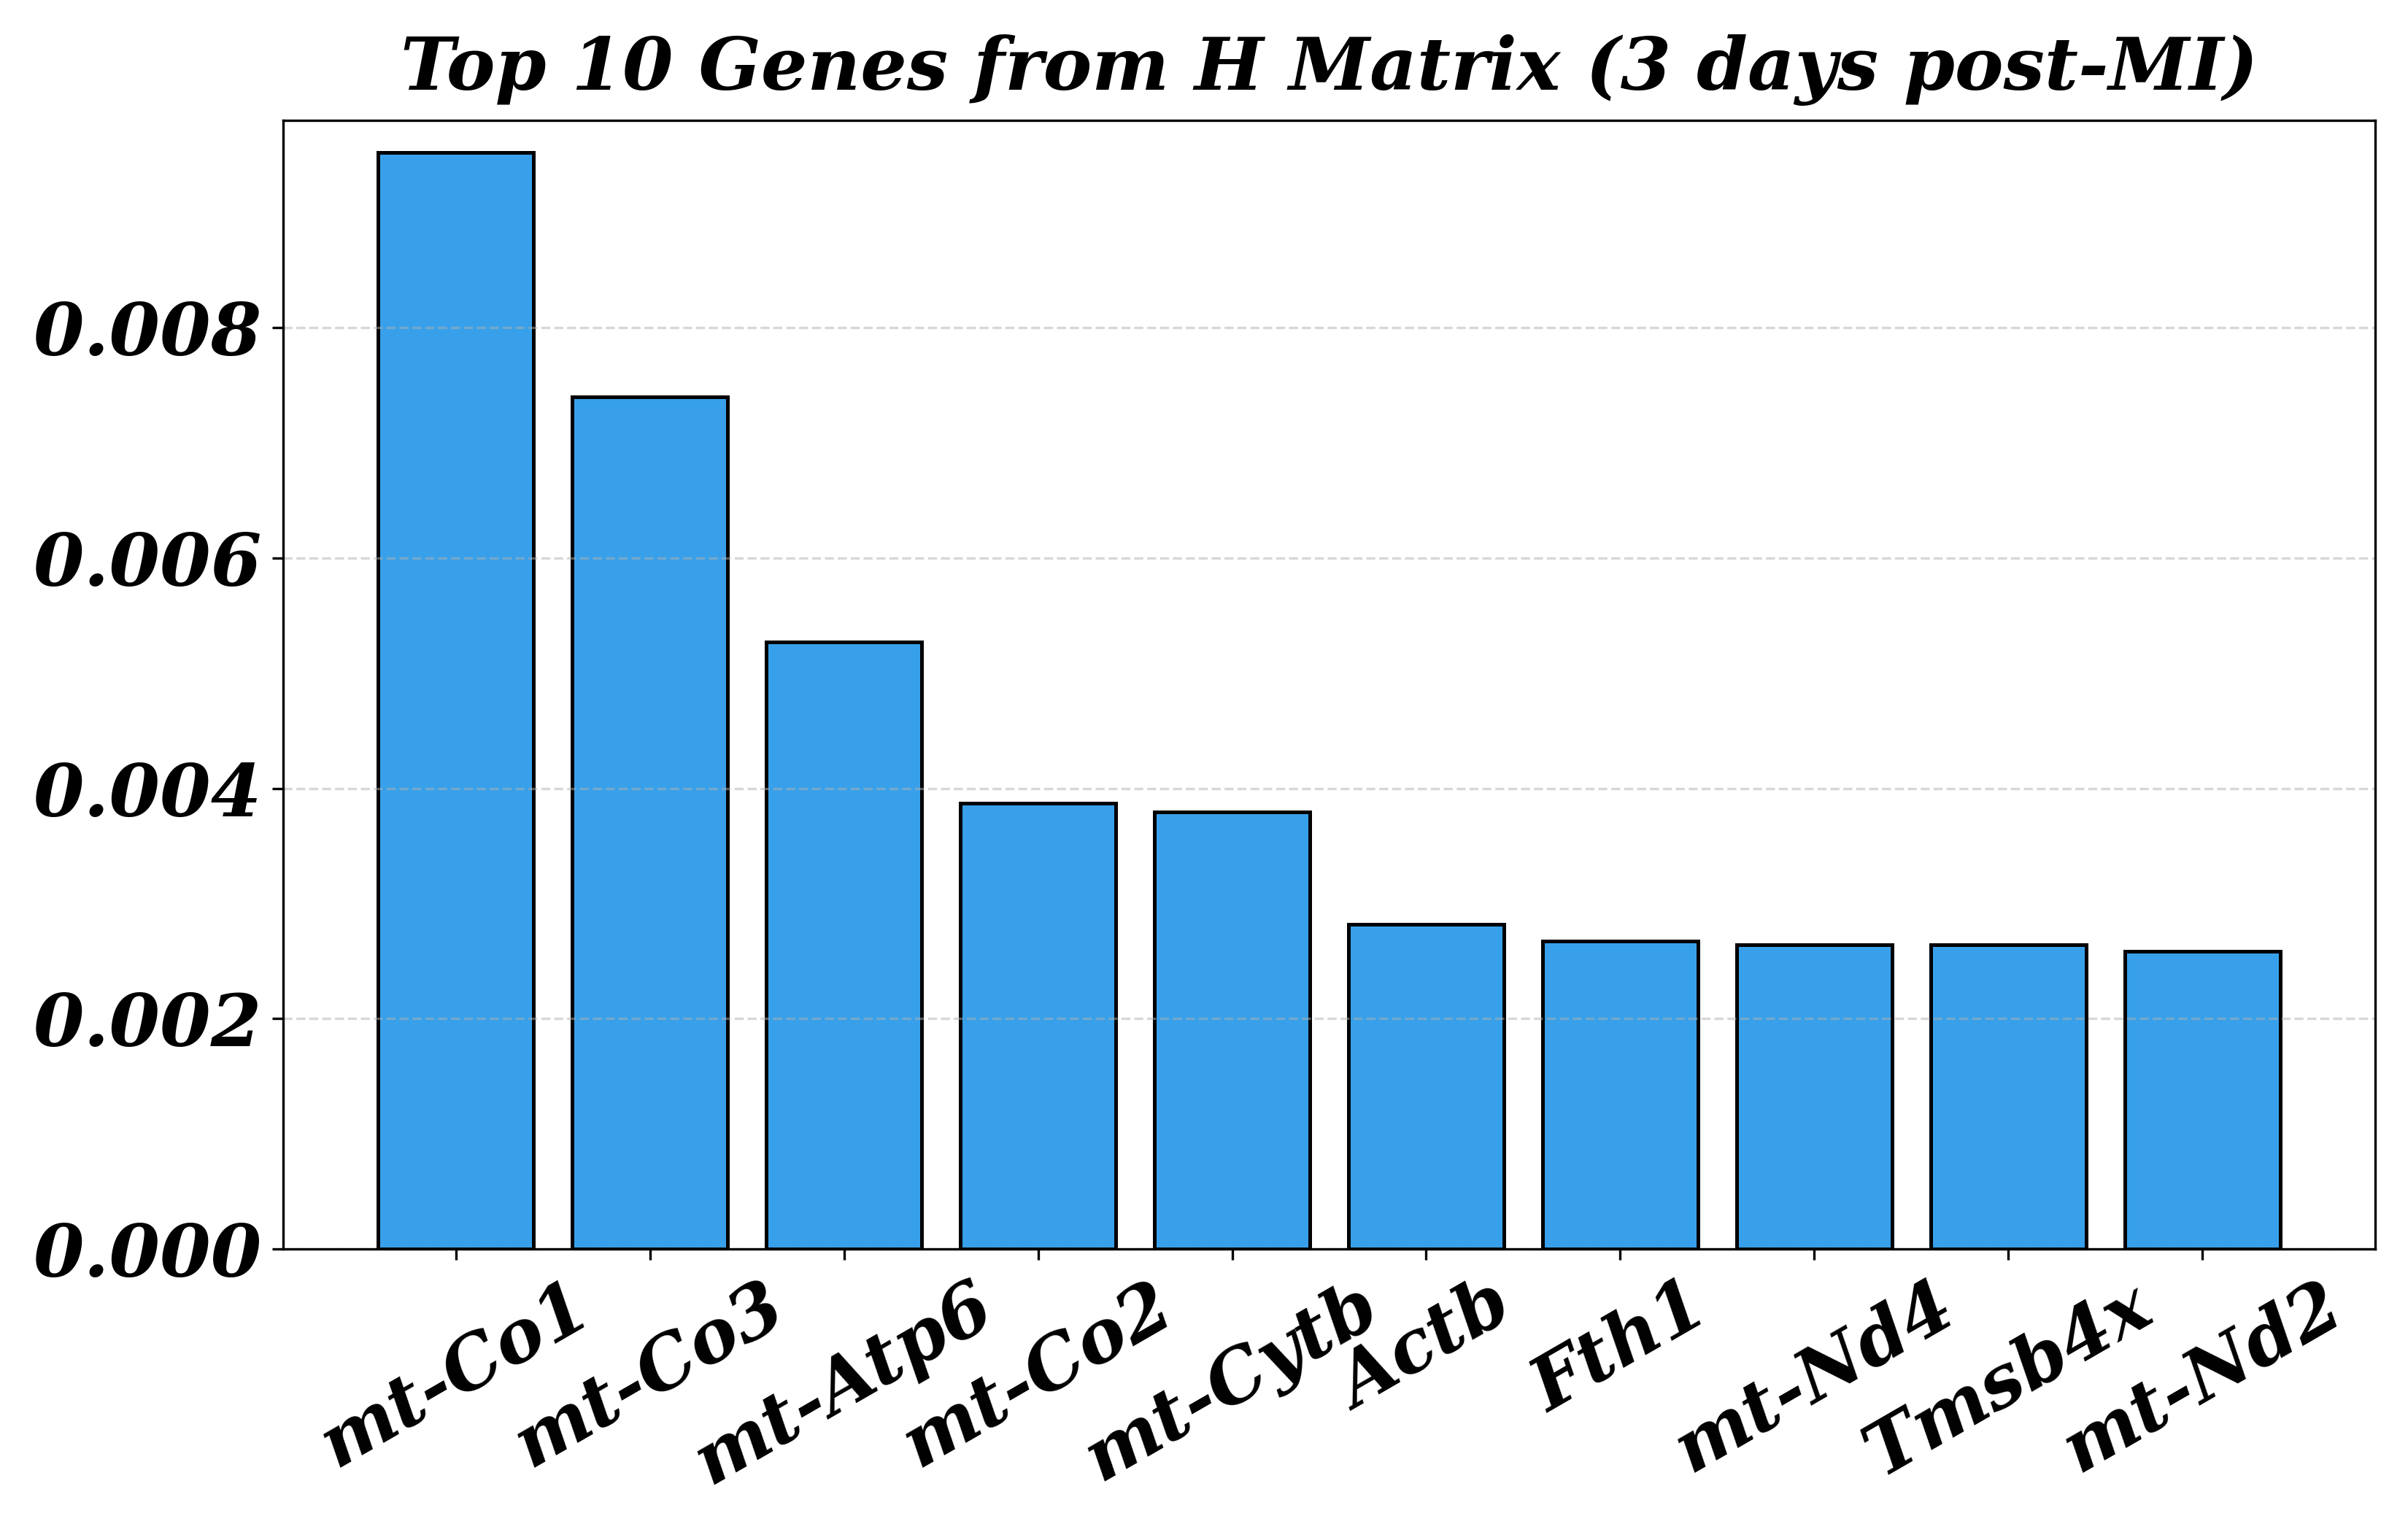 Top 10 Genes from H Matrix (3 days post-MI)
0.008
0.006
0.004
0.002
0.000
mt-Co1
mt-Co3
mt-Atp6
mt-Co2
mt-Cytb
Actb
Fth1
mt-Nd4
Tmsb4x
mt-Nd2